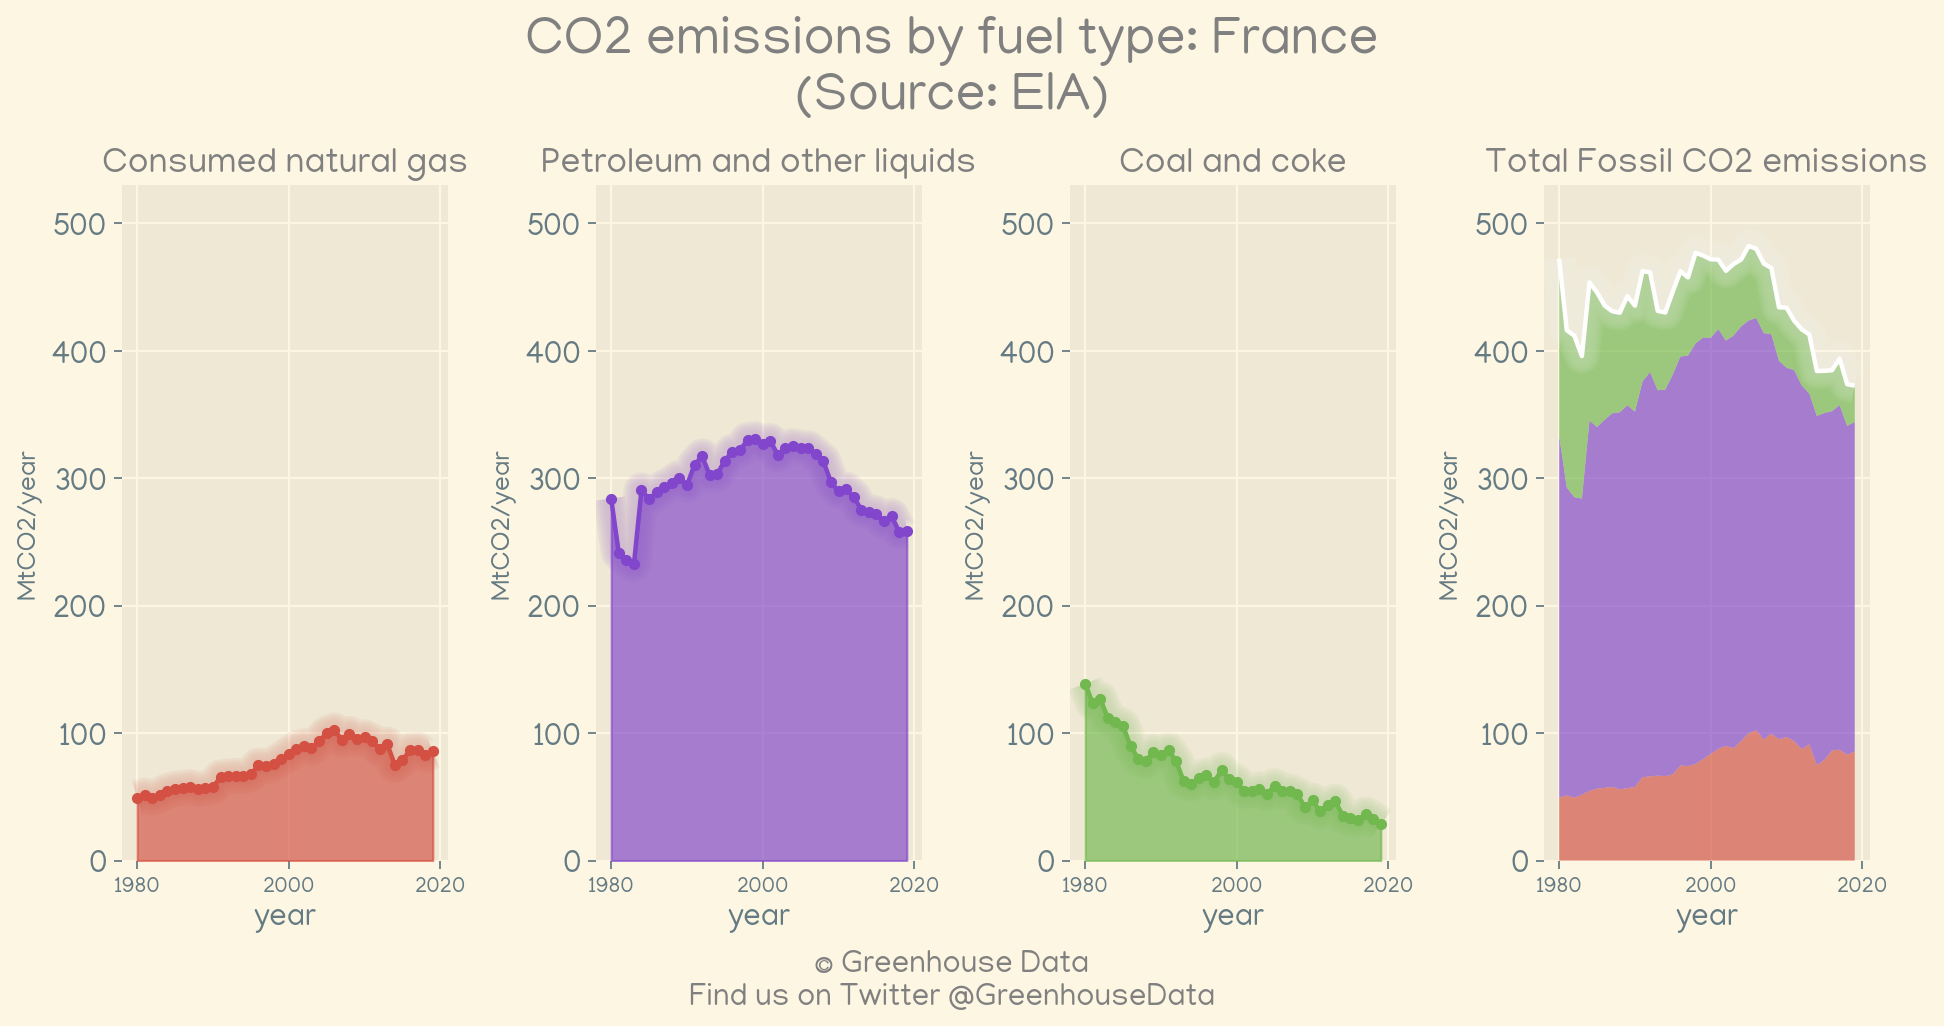 CO2 emissions by fuel type: France
(Source: EIA)
Consumed natural gas
Petroleum and other liquids
Coal and coke
Total Fossil CO2 emissions
500
400
300
200
100
0
MtCO2/year
1980
2000
2020
year
500
400
300
200
100
0
MtCO2/year
1980
2000
2020
year
500
400
300
200
100
0
MtCO2/year
1980
2000
2020
year
500
400
300
200
100
0
MtCO2/year
1980
2000
2020
year
© Greenhouse Data
Find us on Twitter @GreenhouseData